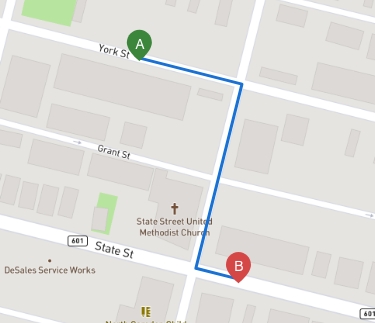 A
York St
Grant St
State Street United
Methodist Church
601
State St
B
DeSales Service Works
601